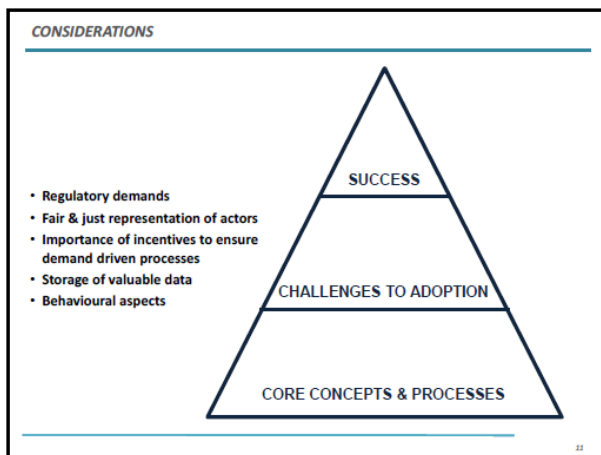 CONSIDERATIONS
• Regulatory demands
• Fair & just representation of actors
• Importance of incentives to ensure
demand driven processes
• Storage of valuable data
• Behavioural aspects
SUCCESS
CHALLENGES TO ADOPTION
CORE CONCEPTS & PROCESSES